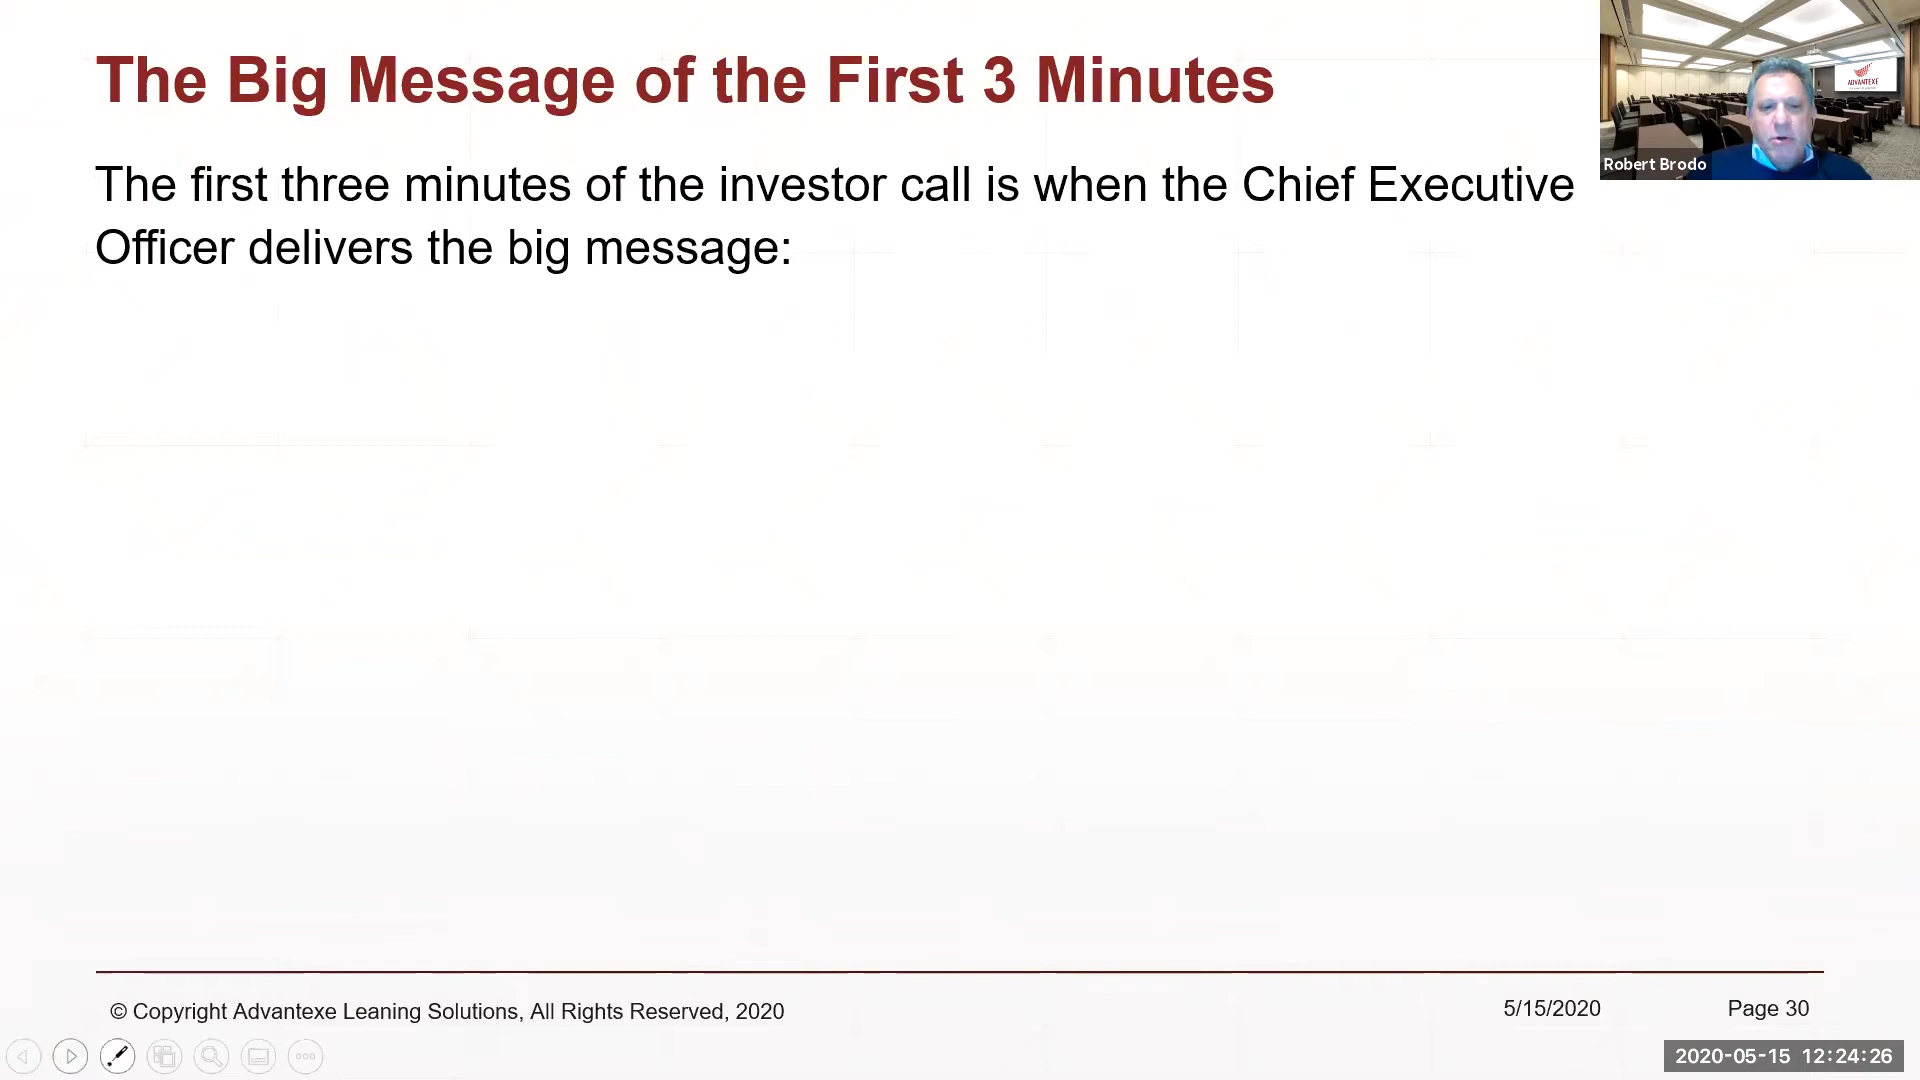 The Big Message of the First 3 Minutes
The first three minutes of the investor call is when the Chief Executive
Officer delivers the big message:
ADVANTEXE
Robert Brodo
© Copyright Advantexe Leaning Solutions, All Rights Reserved, 2020
5/15/2020
Page 30
2020-05-15 12:24:26